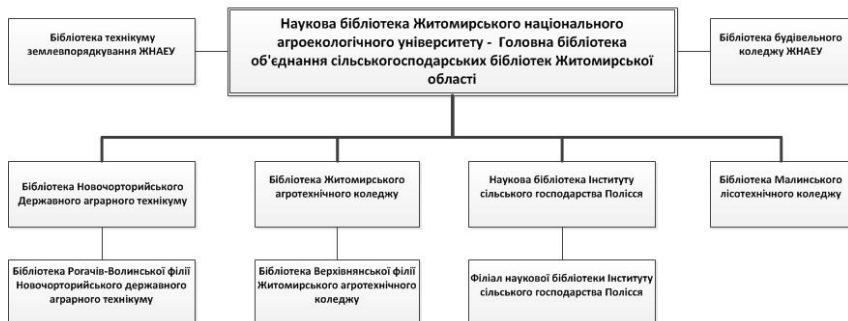 Наукова бібліотека Житомирського національного
агроекологічного університету - Головна бібліотека
об'єднання сільськогосподарських бібліотек Житомирської
області
Бібліотека технікуму
землевпорядкування ЖНАЕУ
Бібліотека будівельного
коледжу ЖНАЕУ
Бібліотека Новочорторийського
Державного аграрного технікуму
Бібліотека Житомирського
агротехнічного коледжу
Наукова бібліотека Інституту
сільського господарства Полісся
Бібліотека Малинського
лісотехнічного коледжу
Бібліотека Рогачів-Волинської філії
Новочорторийського державного
аграрного технікуму
Бібліотека Верхівнянської філії
Житомирського агротехнічного
коледжу
Філіал наукової бібліотеки Інституту
сільського господарства Полісся